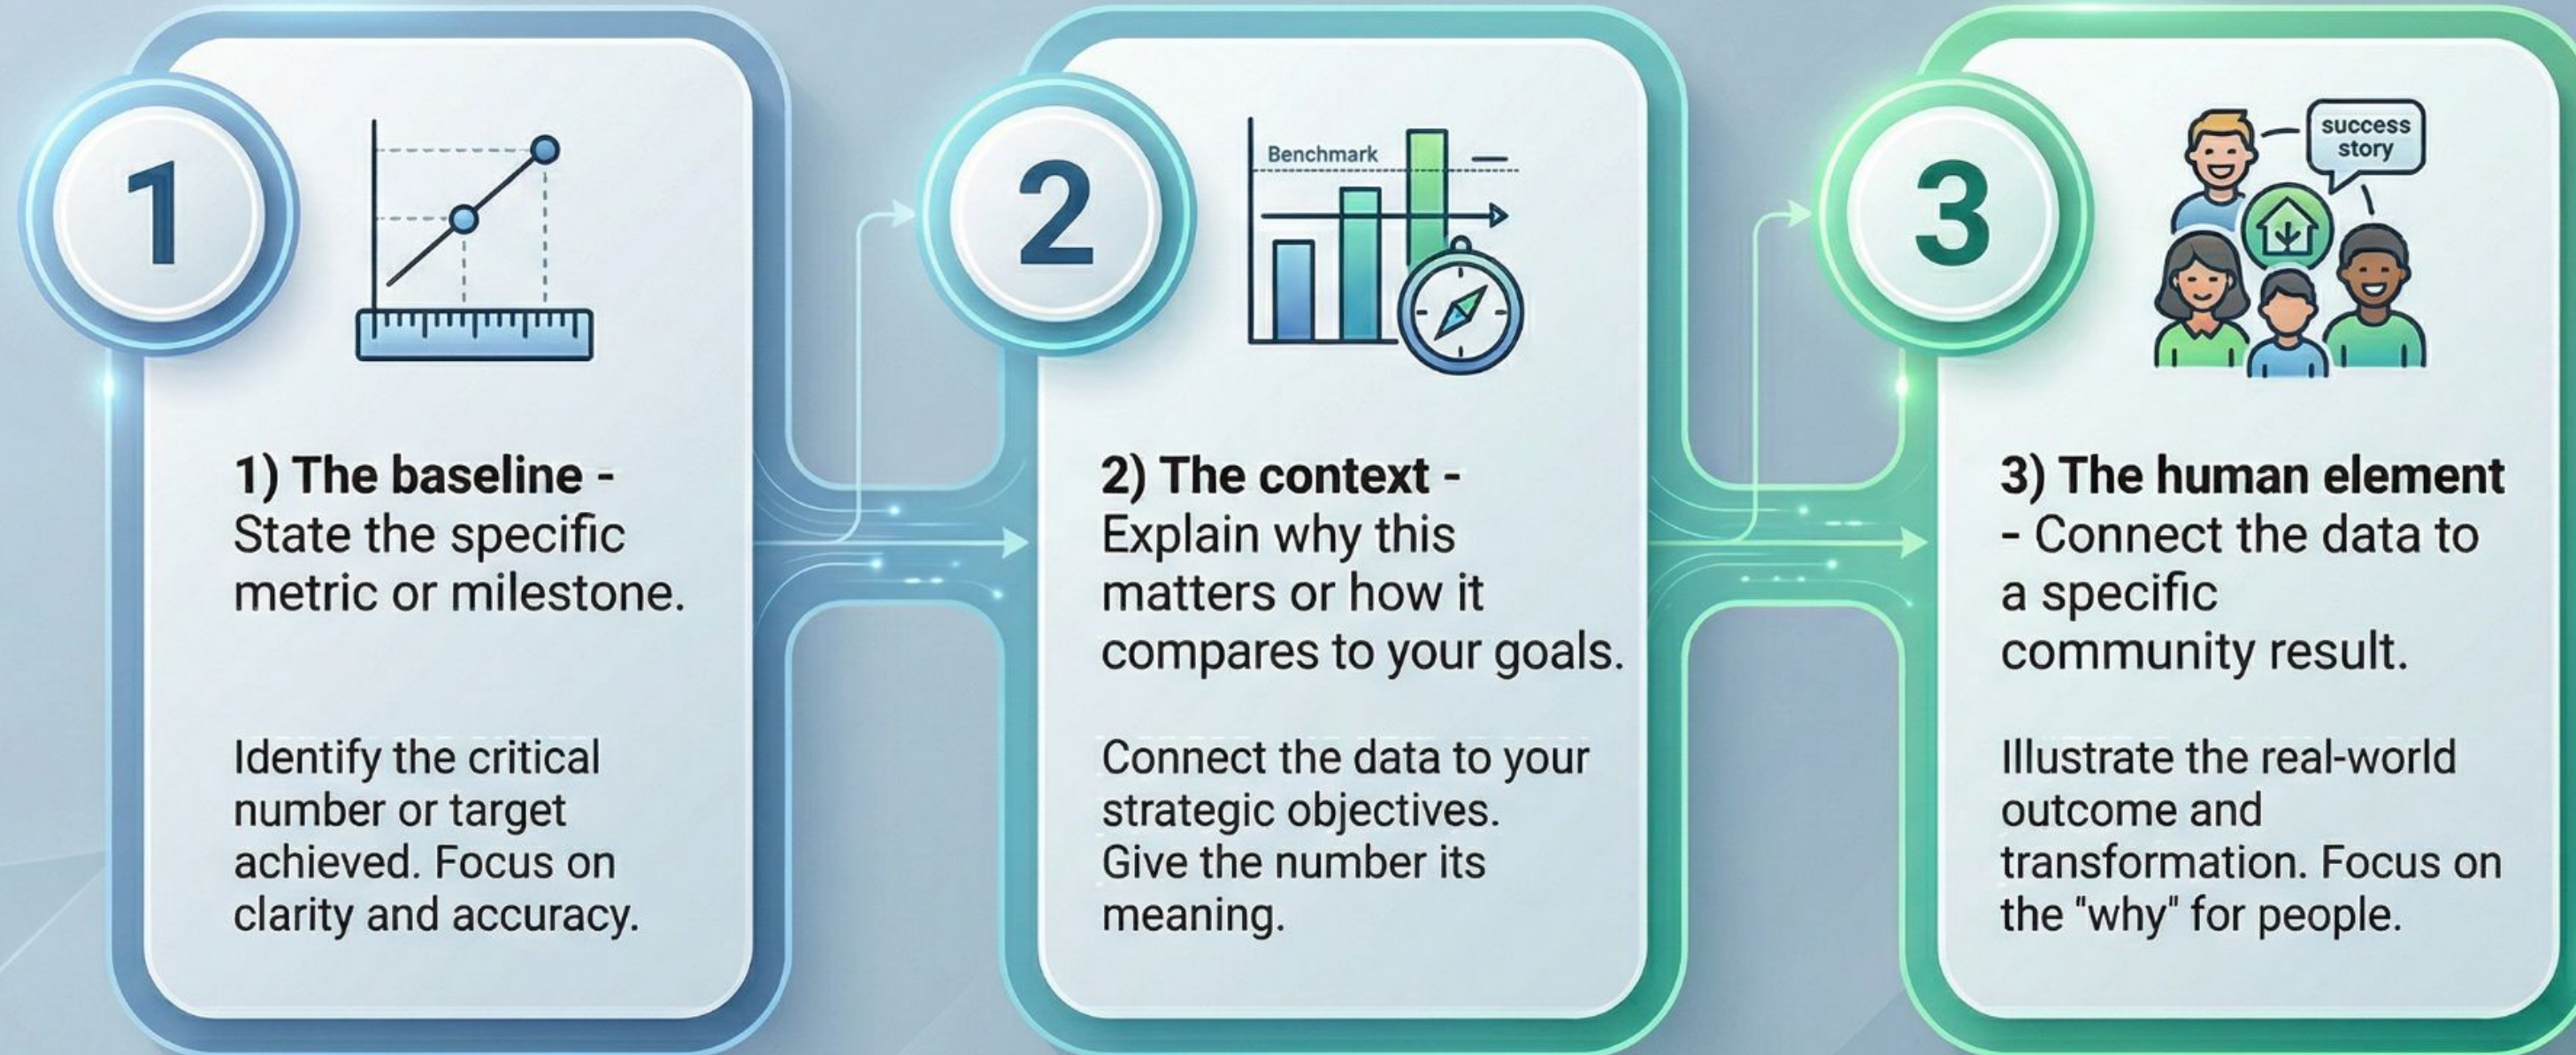 1
1) The baseline -
State the specific
metric or milestone.
Identify the critical
number or target
achieved. Focus on
clarity and accuracy.
2
Benchmark
2) The context -
Explain why this
matters or how it
compares to your goals.
Connect the data to your
strategic objectives.
Give the number its
meaning.
3
success
story
3) The human element
- Connect the data to
a specific
community result.
Illustrate the real-world
outcome and
transformation. Focus on
the "why" for people.